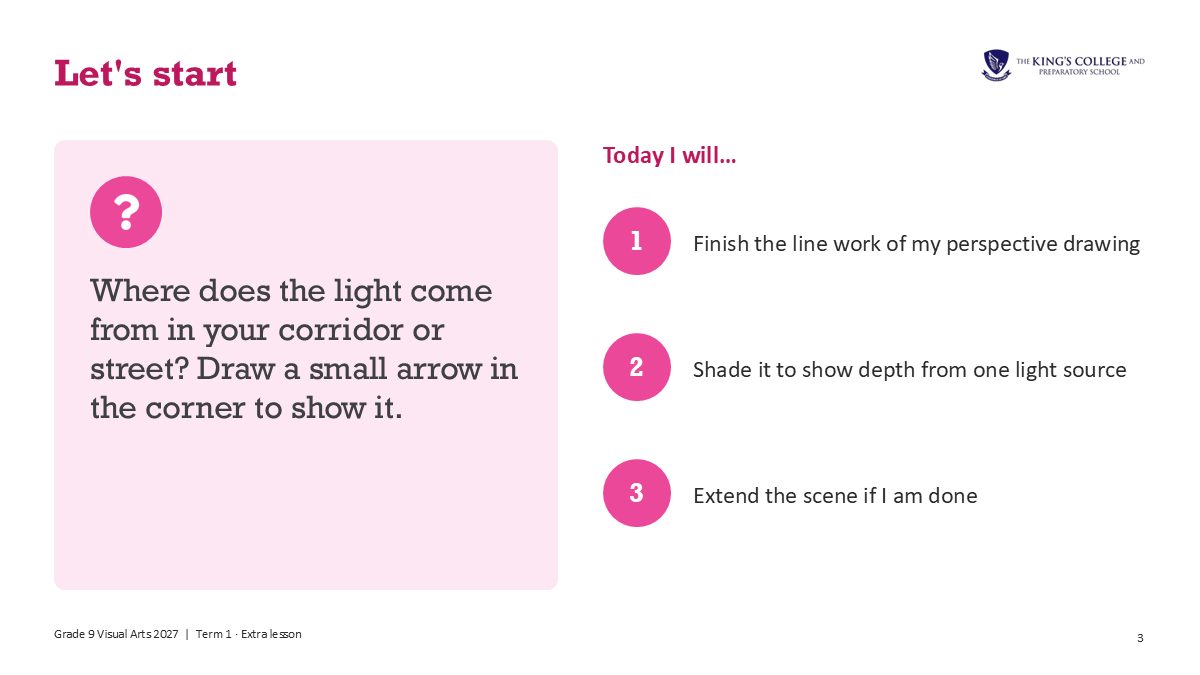 Let's start
THE KING'S COLLEGE AND
PREPARATORY SCHOOL
?
Where does the light come
from in your corridor or
street? Draw a small arrow in
the corner to show it.
Today I will...
1
Finish the line work of my perspective drawing
2
Shade it to show depth from one light source
3
Extend the scene if I am done
Grade 9 Visual Arts 2027 | Term 1 · Extra lesson
3